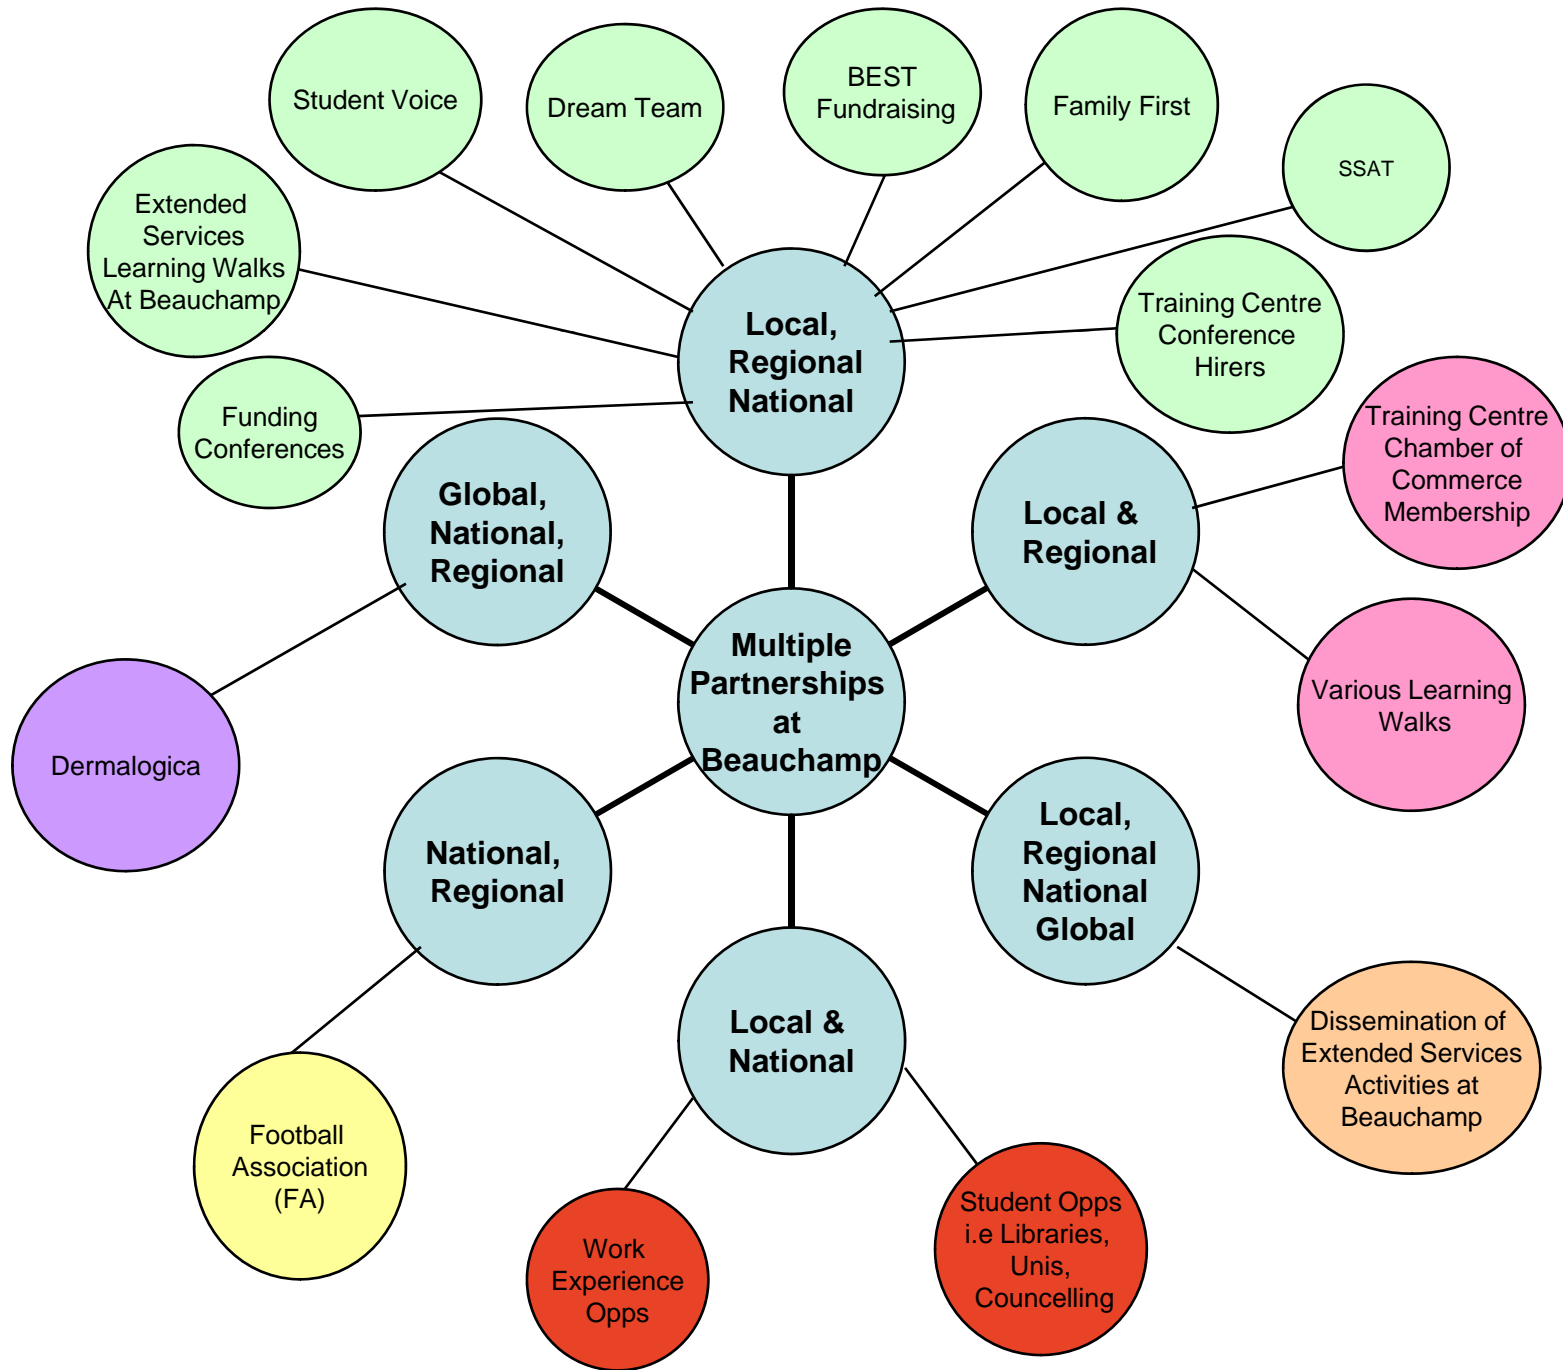 Student Voice
Dream Team
BEST
Fundraising
Family First
SSAT
Extended
Services
Learning Walks
At Beauchamp
Training Centre
Conference
Hirers
Local,
Regional
National
Funding
Conferences
Training Centre
Chamber of
Commerce
Membership
Global,
National,
Regional
Local &
Regional
Multiple
Partnerships
at
Beauchamp
Various Learning
Walks
Dermalogica
National,
Regional
Local,
Regional
National
Global
Local &
National
Dissemination of
Extended Services
Activities at
Beauchamp
Football
Association
(FA)
Work
Experience
Opps
Student Opps
i.e Libraries,
Unis,
Councelling